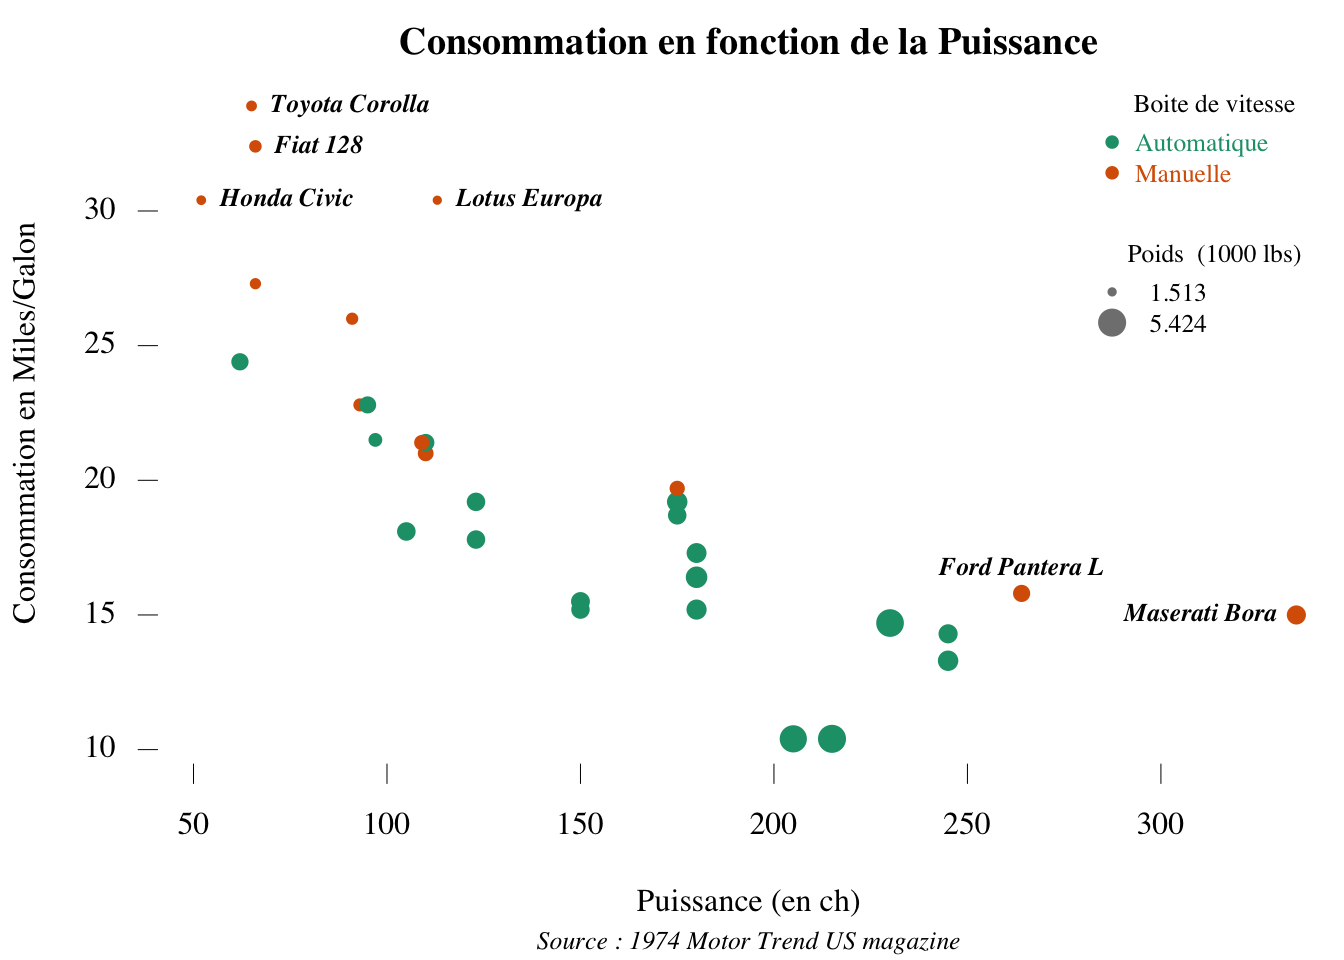 Consommation en fonction de la Puissance
Toyota Corolla
Fiat 128
Honda Civic
Lotus Europa
Boite de vitesse
Automatique
Manuelle
Poids (1000 lbs)
1.513
5.424
Consommation en Miles/Galon
30
25
20
15
10
Ford Pantera L
Maserati Bora
50 100 150 200 250 300
Puissance (en ch)
Source : 1974 Motor Trend US magazine